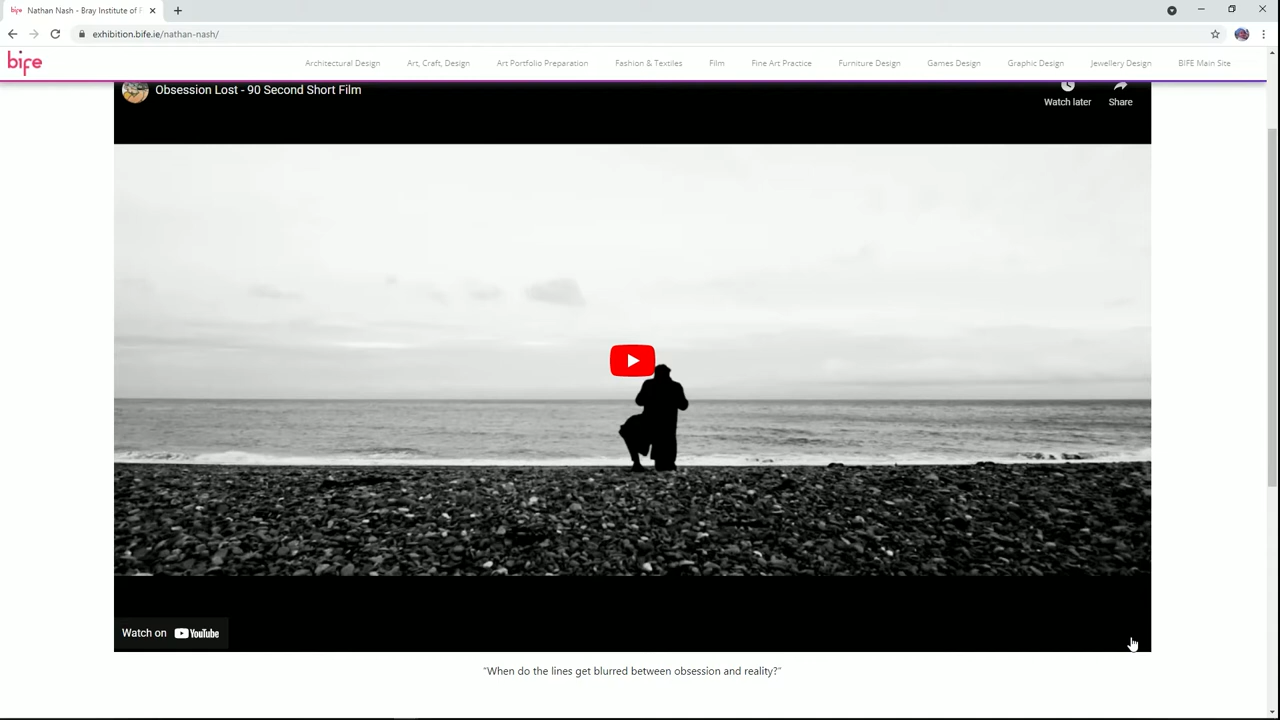 Nathan Nash - Bray Institute of F
exhibition.bife.ie/nathan-nash/
bife
Architectural Design Art, Craft, Design Art Portfolio Preparation Fashion & Textiles Film Fine Art Practice Furniture Design Games Design Graphic Design Jewellery Design BIFE Main Site
Obsession Lost - 90 Second Short Film
Watch later Share
Watch on YouTube
“When do the lines get blurred between obsession and reality?”